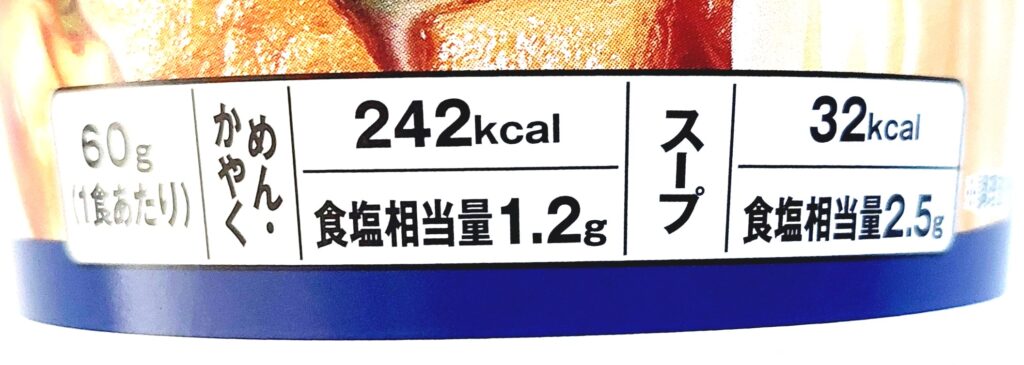 60g
(1食あたり)
めん・
かやく
242kcal
食塩相当量1.2g
スープ
32kcal
食塩相当量2.5g